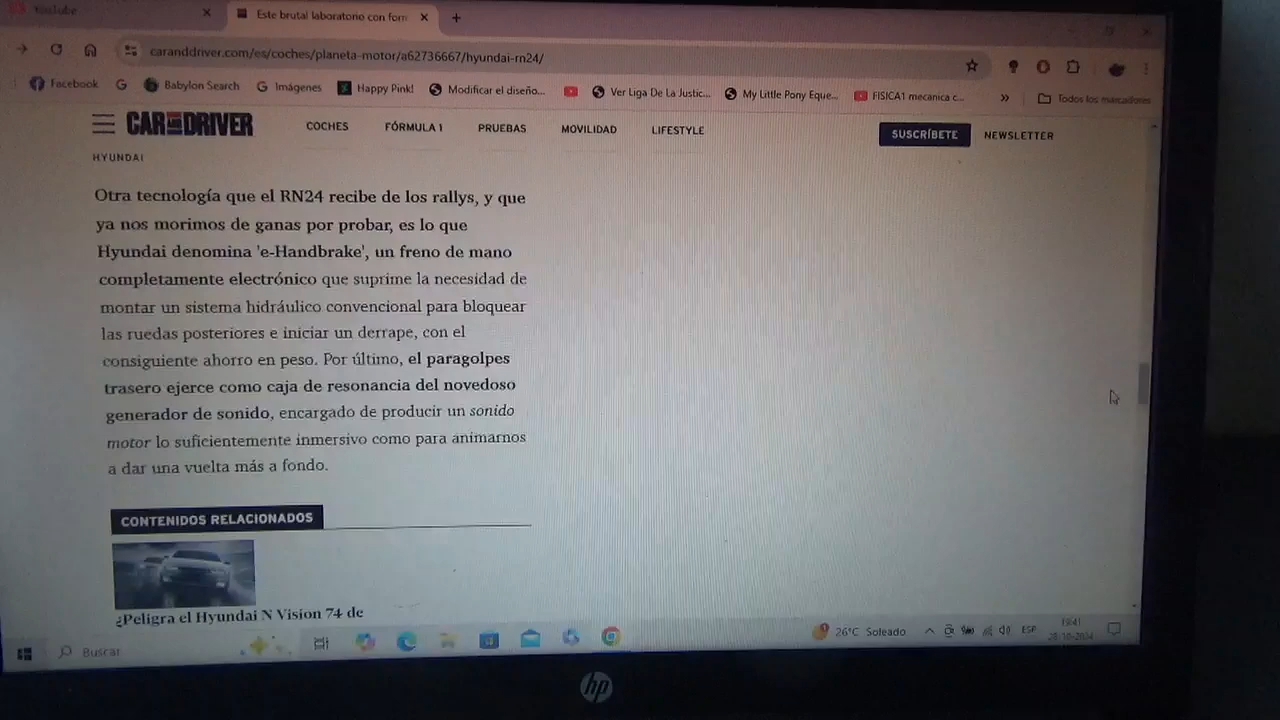 YouTube
Este brutal laboratorio con form
caranddriver.com/es/coches/planeta-motor/a62736667/hyundai-rn24/
Facebook
Babylon Search
Imágenes
Happy Pink!
Modificar el diseño...
Ver Liga De La Justic...
My Little Pony Eque...
FISICA1 mecanica c...
»
Todos los marcadores
CAR AND DRIVER
COCHES
FÓRMULA 1
PRUEBAS
MOVILIDAD
LIFESTYLE
SUSCRÍBETE
NEWSLETTER
HYUNDAI
Otra tecnología que el RN24 recibe de los rallys, y que
ya nos morimos de ganas por probar, es lo que
Hyundai denomina 'e-Handbrake', un freno de mano
completamente electrónico que suprime la necesidad de
montar un sistema hidráulico convencional para bloquear
las ruedas posteriores e iniciar un derrape, con el
consiguiente ahorro en peso. Por último, el paragolpes
trasero ejerce como caja de resonancia del novedoso
generador de sonido, encargado de producir un sonido
motor lo suficientemente inmersivo como para animarnos
a dar una vuelta más a fondo.
CONTENIDOS RELACIONADOS
¿Peligra el Hyundai N Vision 74 de
Buscar
26°C Soleado
ESP
19:41
28-10-2024
hp